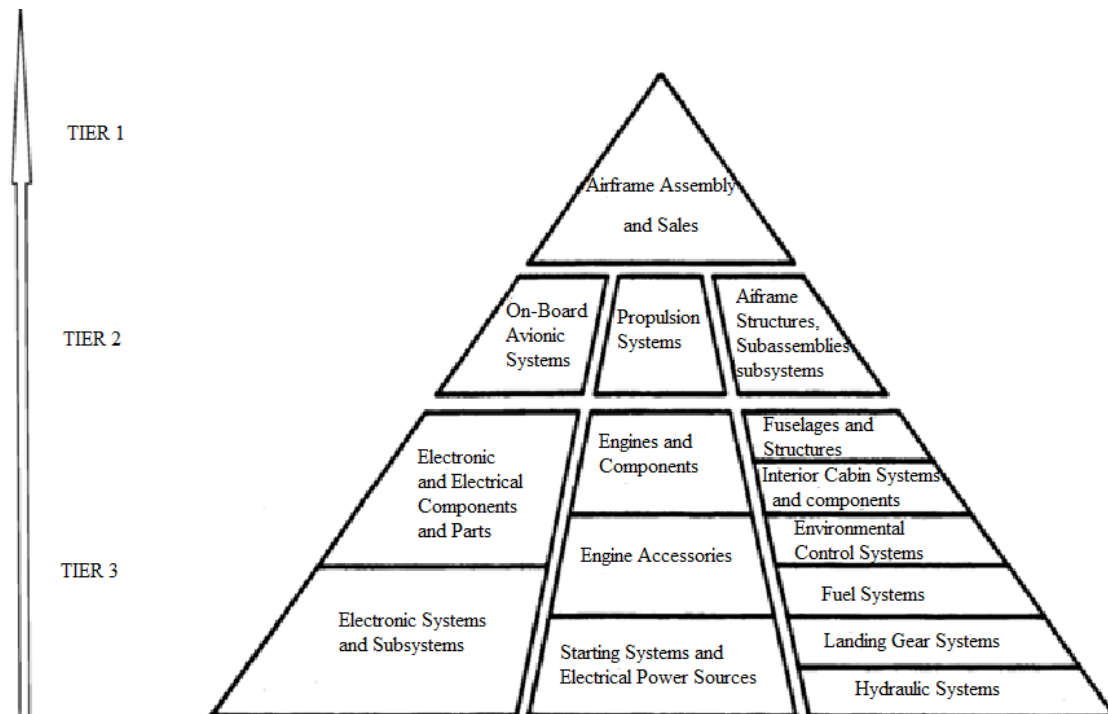 TIER 1
Airframe Assembly
and Sales
TIER 2
On-Board
Avionic
Systems
Propulsion
Systems
Aiframe
Structures,
Subassemblies
subsystems
TIER 3
Electronic
and Electrical
Components
and Parts
Electronic Systems
and Subsystems
Engines and
Components
Engine Accessories
Starting Systems and
Electrical Power Sources
Fuselages and
Structures
Interior Cabin Systems
and components
Environmental
Control Systems
Fuel Systems
Landing Gear Systems
Hydraulic Systems